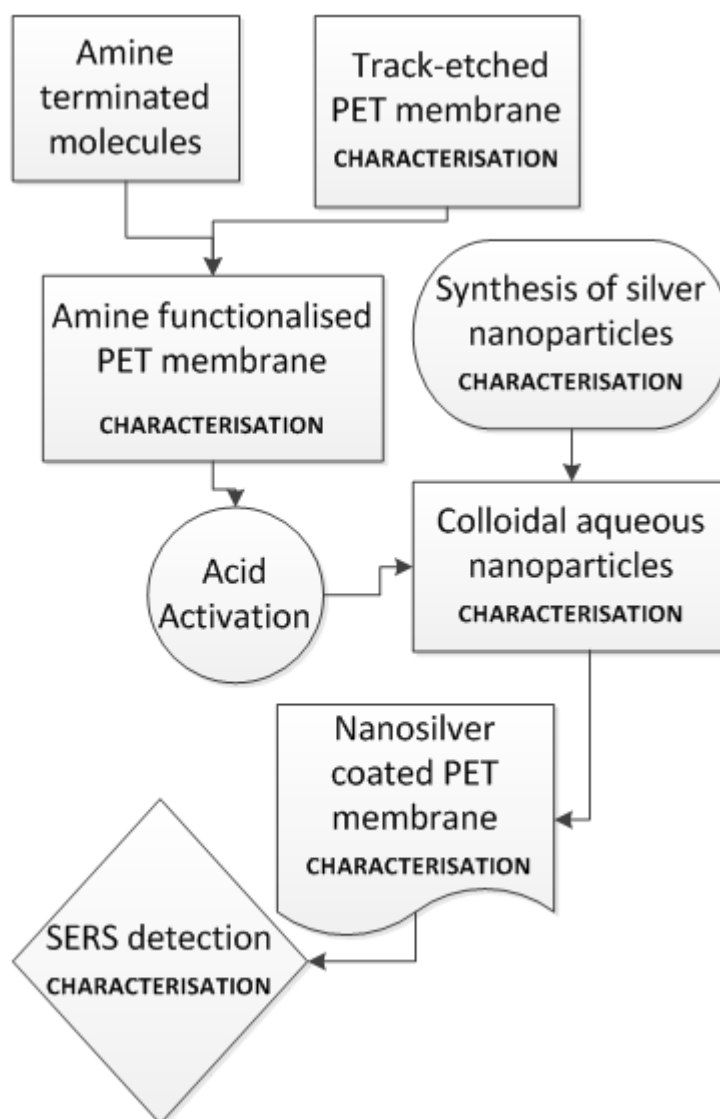 Amine
terminated
molecules
Track-etched
PET membrane
CHARACTERISATION
Amine functionalised
PET membrane
CHARACTERISATION
Synthesis of silver
nanoparticles
CHARACTERISATION
Acid
Activation
Colloidal aqueous
nanoparticles
CHARACTERISATION
Nanosilver
coated PET
membrane
CHARACTERISATION
SERS detection
CHARACTERISATION